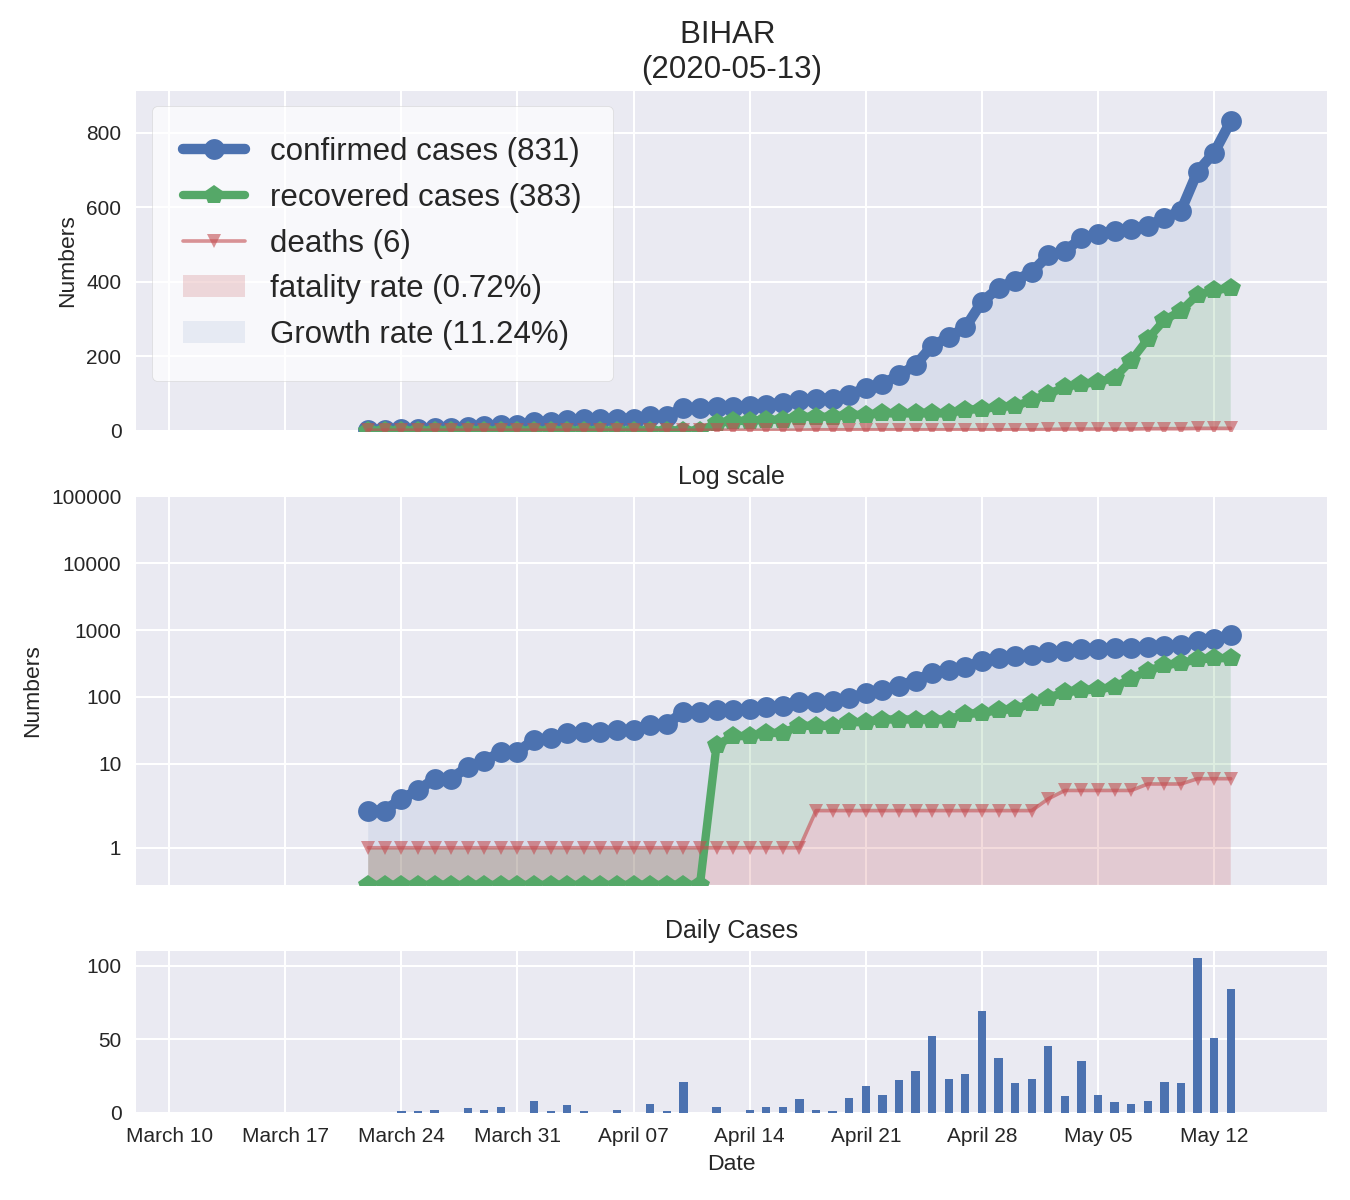 BIHAR
(2020-05-13)
confirmed cases (831)
recovered cases (383)
deaths (6)
fatality rate (0.72%)
Growth rate (11.24%)
800
600
400
200
0
Numbers
Log scale
100000
10000
1000
100
10
1
Numbers
Daily Cases
100
50
0
March 10 March 17 March 24 March 31 April 07 April 14 April 21 April 28 May 05 May 12
Date